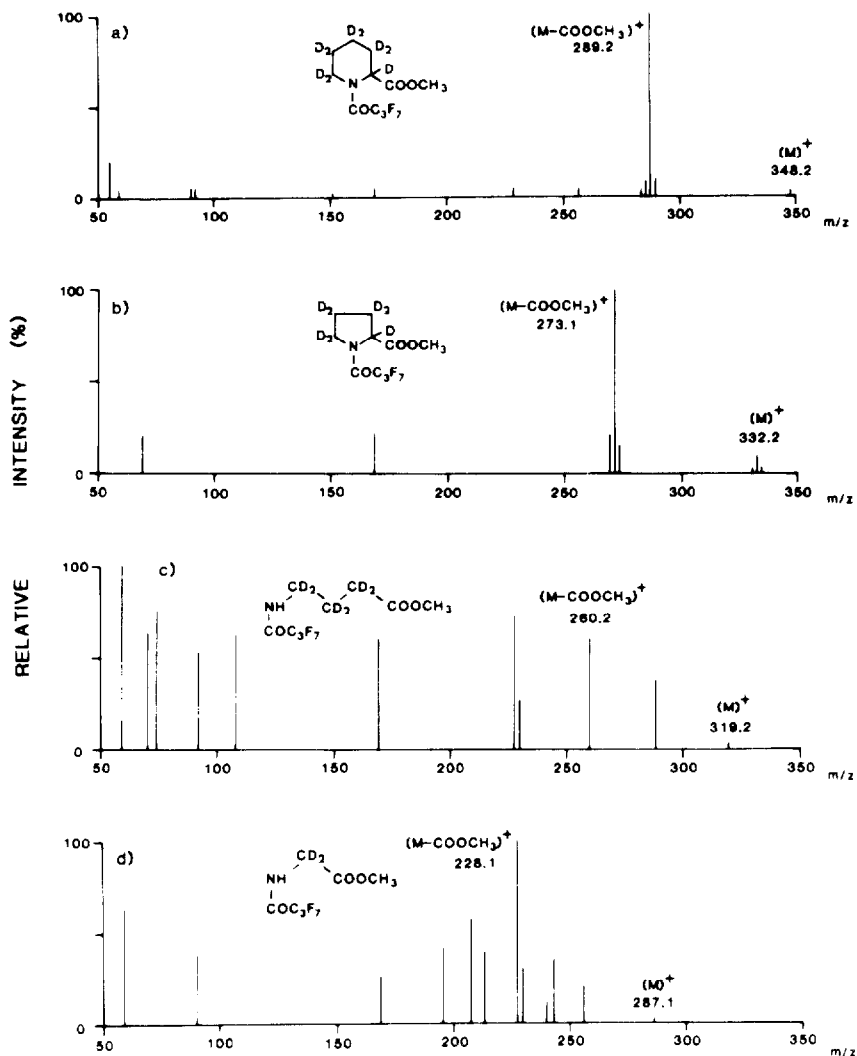 RELATIVE INTENSITY (%)
a)
100
0
D₂ D₂ D₂ D₂ D
N COOCH₃
COC₃F₇
(M-COOCH₃)⁺
289.2
(M)⁺
348.2
50 100 150 200 250 300 350 m/z
b)
100
0
D₂ D₂ D₂ D
N COOCH₃
COC₃F₇
(M-COOCH₃)⁺
273.1
(M)⁺
332.2
50 100 150 200 250 300 350 m/z
c)
100
0
CD₂ CD₂
NH CD₂ COOCH₃
COC₃F₇
(M-COOCH₃)⁺
260.2
(M)⁺
319.2
50 100 150 200 250 300 350 m/z
d)
100
0
CD₂
NH COOCH₃
COC₃F₇
(M-COOCH₃)⁺
228.1
(M)⁺
287.1
50 100 150 200 250 300 350 m/z